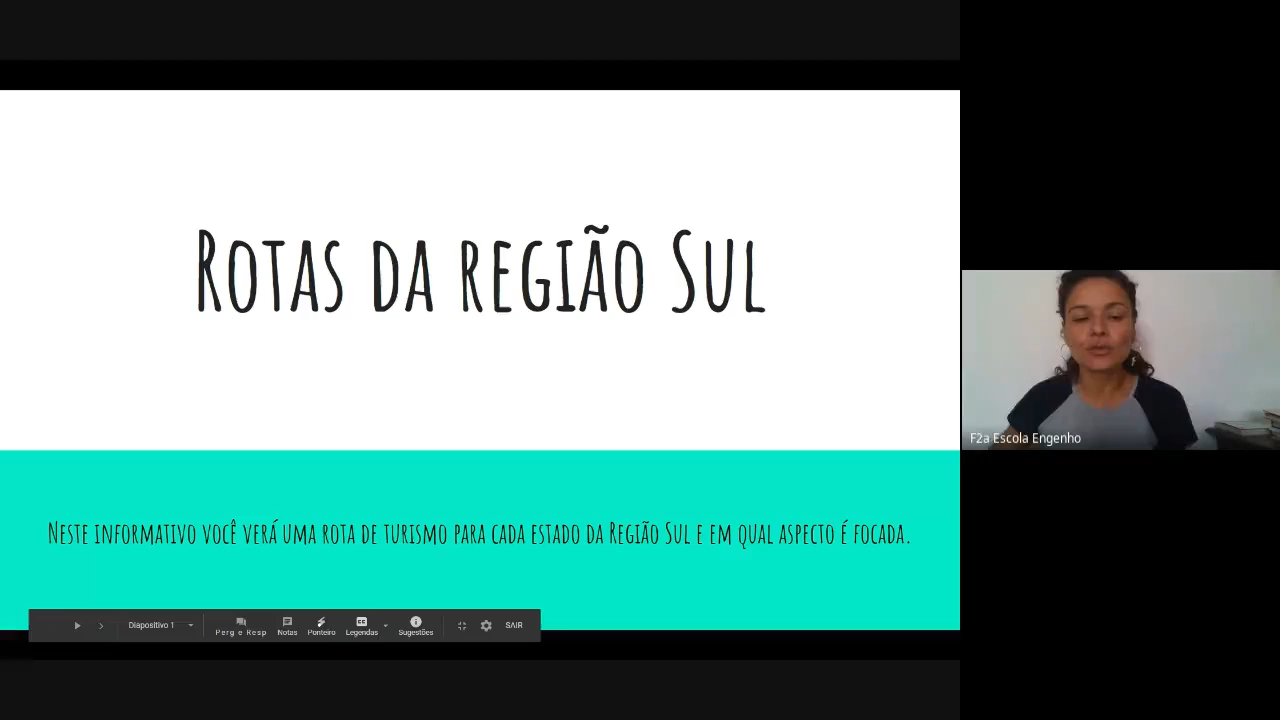 Rotas da região Sul
Neste informativo você verá uma rota de turismo para cada estado da Região Sul e em qual aspecto é focada.
F2a Escola Engenho
Diapositivo 1
Perg e Resp
Notas
Ponteiro
Legendas
Sugestões
SAIR